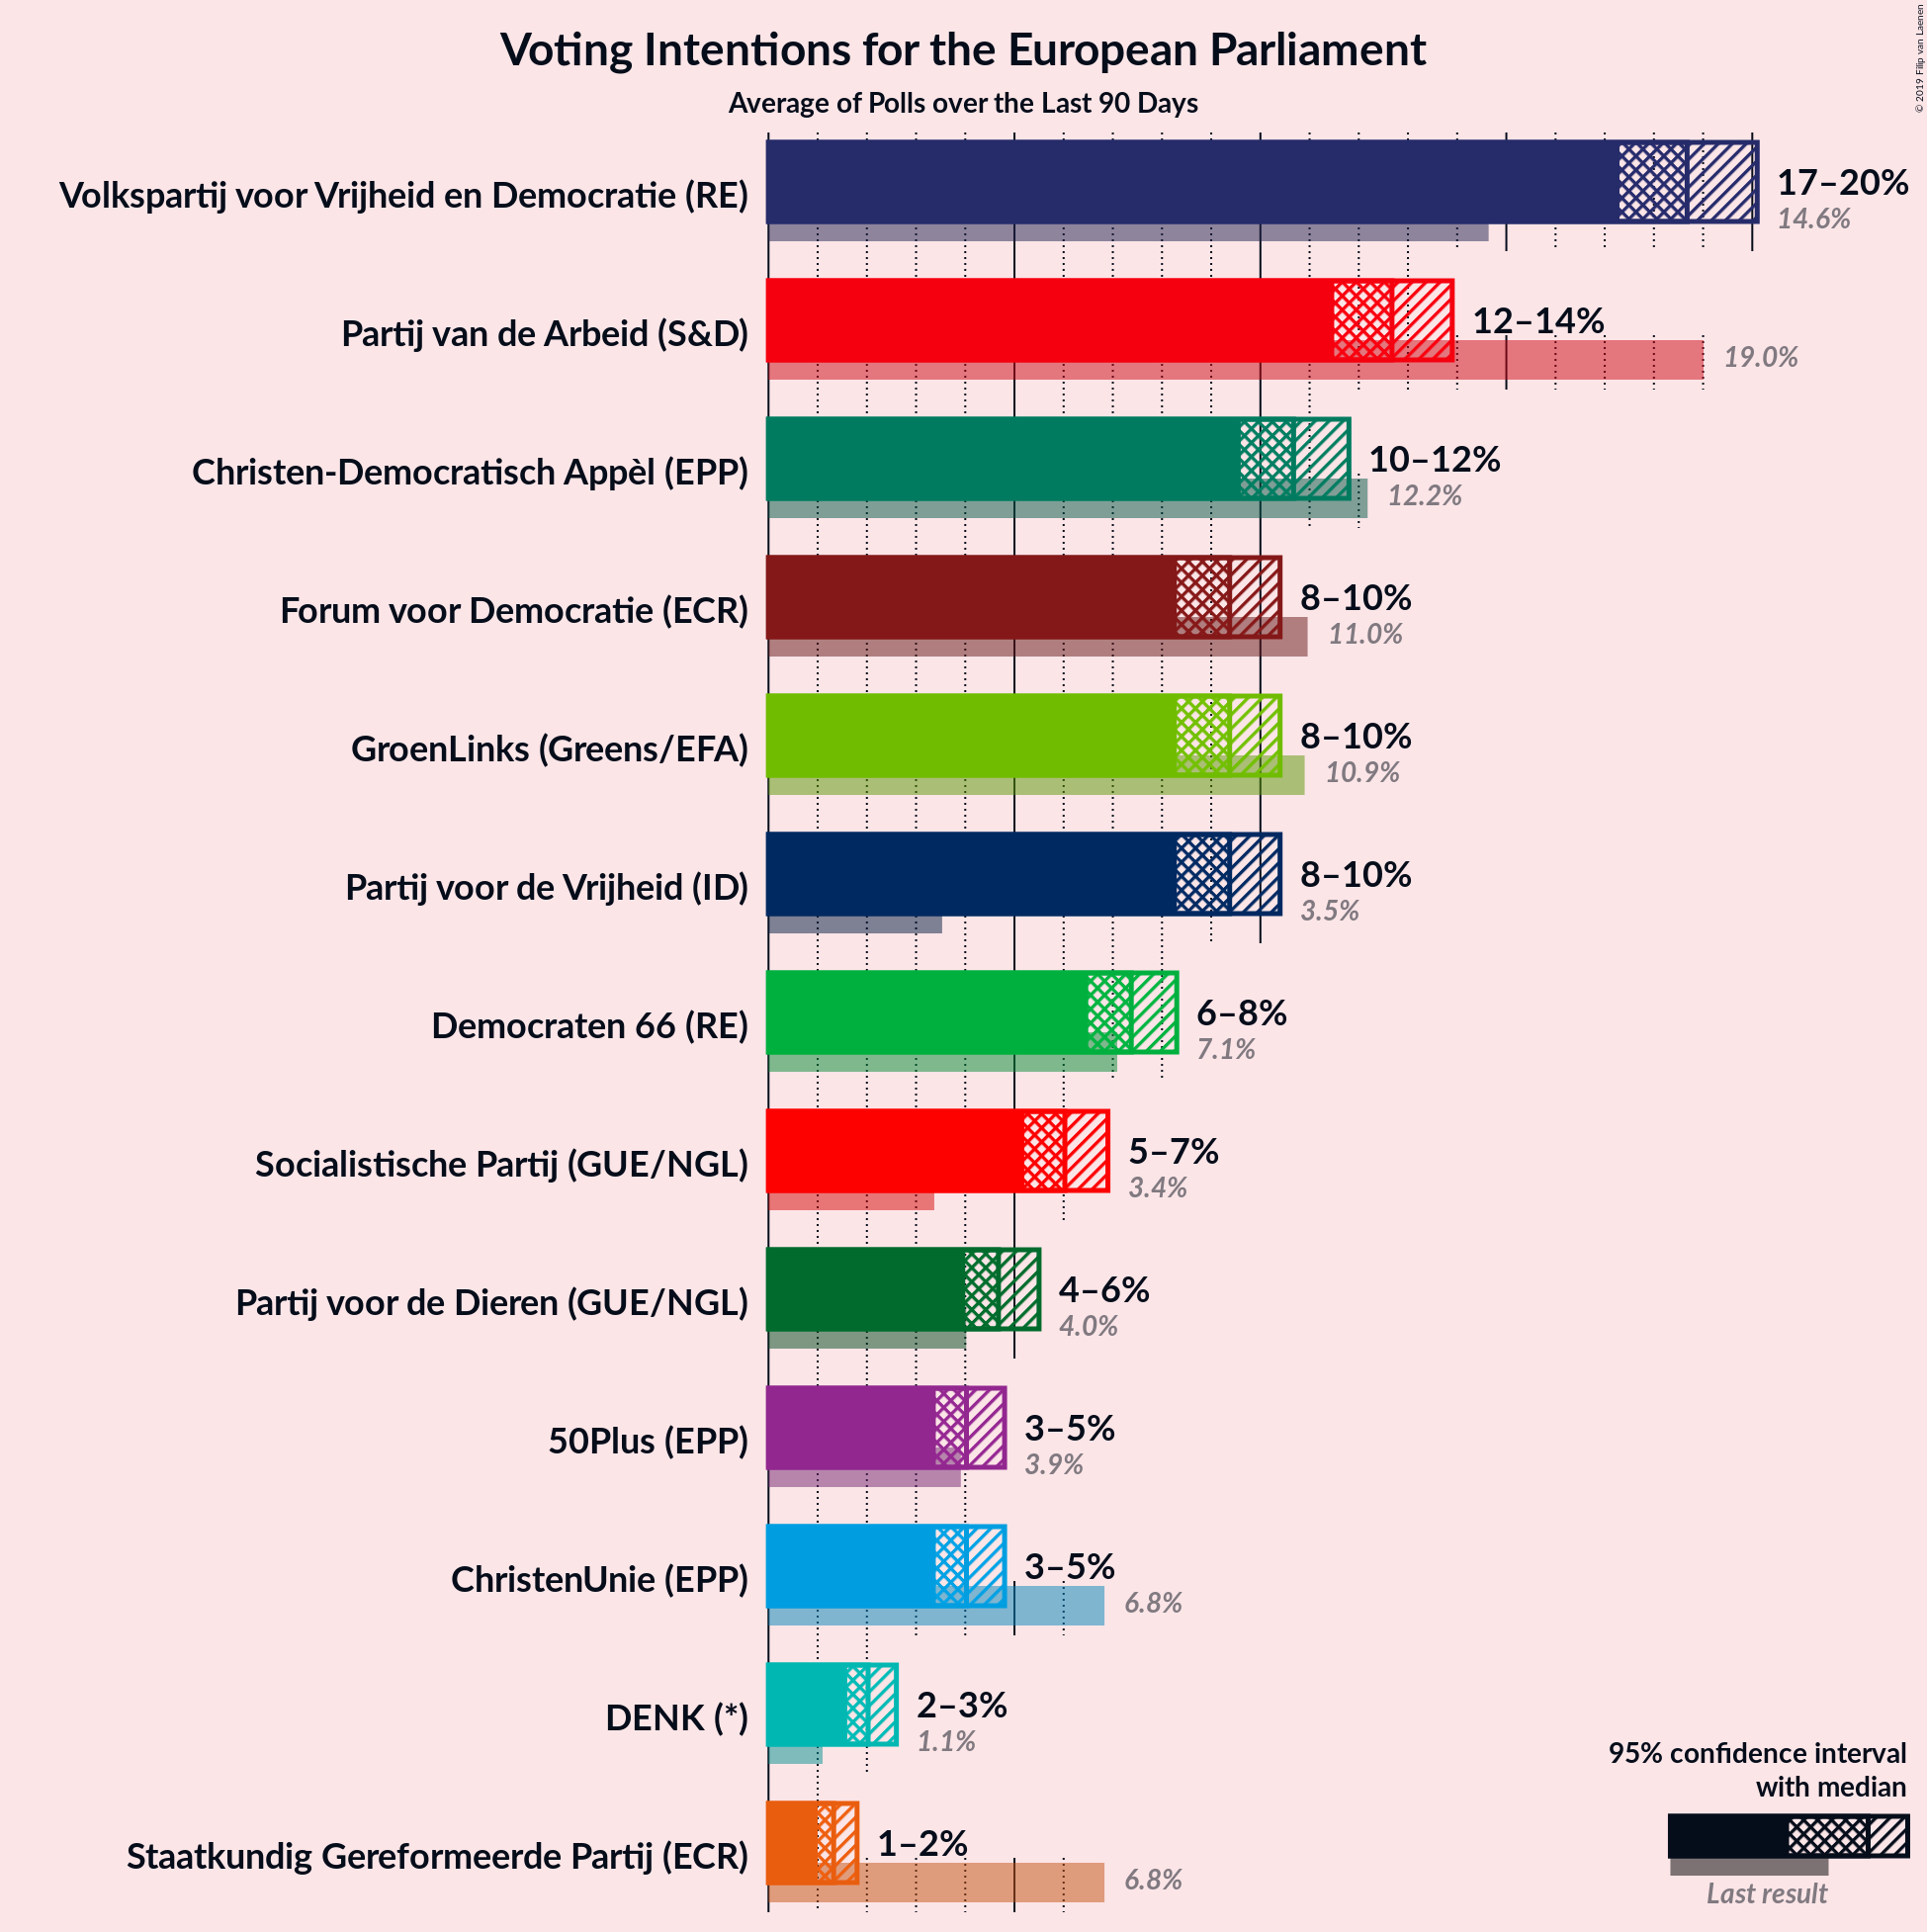 © 2019 Filip van Laenen
Voting Intentions for the European Parliament
Average of Polls over the Last 90 Days
Volkspartij voor Vrijheid en Democratie (RE)
17–20%
14.6%
Partij van de Arbeid (S&D)
12–14%
19.0%
Christen-Democratisch Appèl (EPP)
10–12%
12.2%
Forum voor Democratie (ECR)
8–10%
11.0%
GroenLinks (Greens/EFA)
8–10%
10.9%
Partij voor de Vrijheid (ID)
8–10%
3.5%
Democraten 66 (RE)
6–8%
7.1%
Socialistische Partij (GUE/NGL)
5–7%
3.4%
Partij voor de Dieren (GUE/NGL)
4–6%
4.0%
50Plus (EPP)
3–5%
3.9%
ChristenUnie (EPP)
3–5%
6.8%
DENK (*)
2–3%
1.1%
Staatkundig Gereformeerde Partij (ECR)
1–2%
6.8%
95% confidence interval
with median
Last result